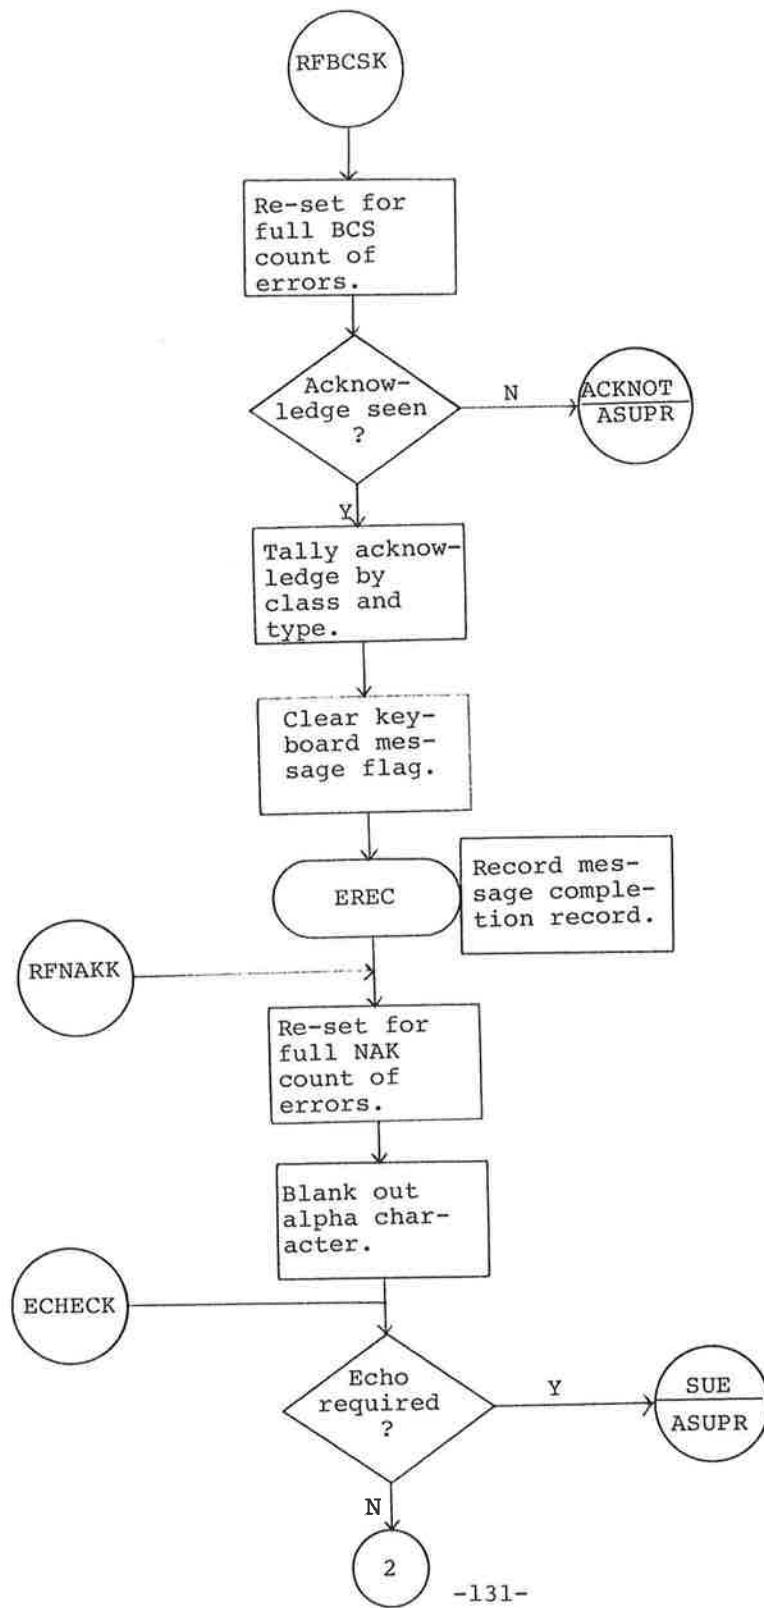 RFBCSK
Re-set for
full BCS
count of
errors.
Acknow-
ledge seen
?
N
ACKNOT
ASUPR
Y
Tally acknow-
ledge by
class and
type.
Clear key-
board mes-
sage flag.
EREC
Record mes-
sage comple-
tion record.
RFNAKK
Re-set for
full NAK
count of
errors.
Blank out
alpha char-
acter.
ECHECK
Echo
required
?
Y
SUE
ASUPR
N
2
-131-